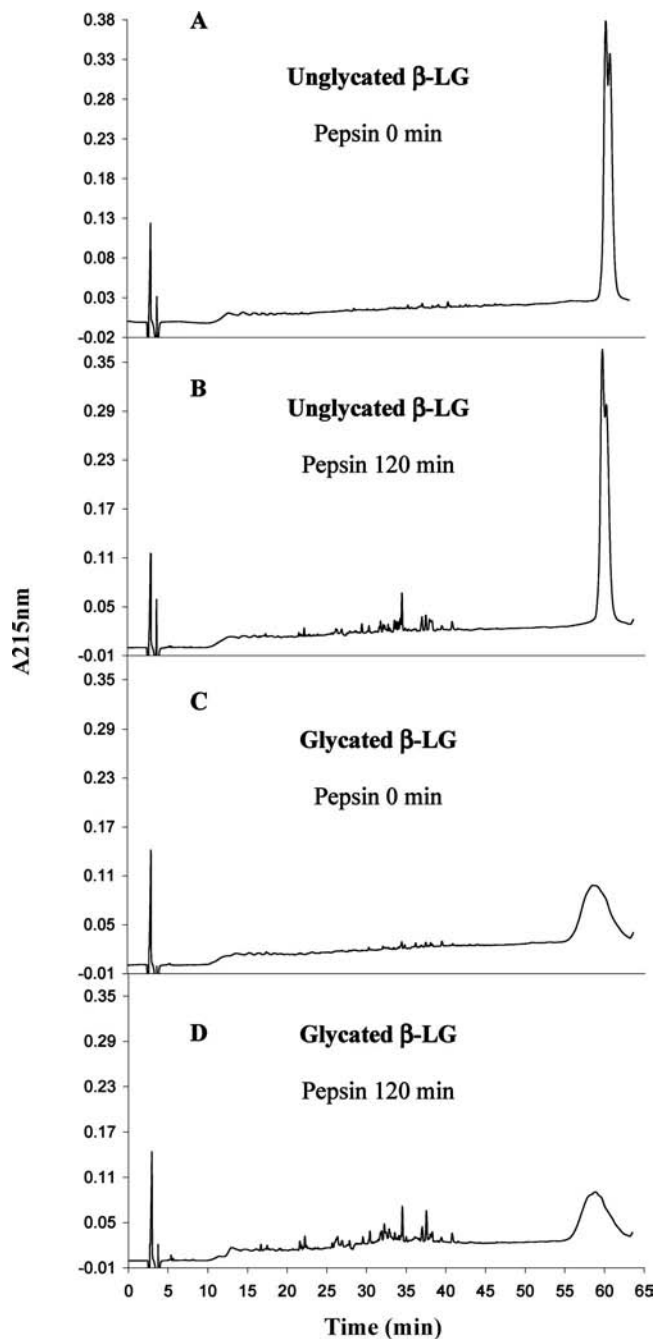 A
Unglycated β-LG
Pepsin 0 min
0.38
0.33
0.28
0.23
0.18
0.13
0.08
0.03
-0.02
B
Unglycated β-LG
Pepsin 120 min
0.35
0.29
0.23
0.17
0.11
0.05
-0.01
A215nm
C
Glycated β-LG
Pepsin 0 min
0.35
0.29
0.23
0.17
0.11
0.05
-0.01
D
Glycated β-LG
Pepsin 120 min
0.35
0.29
0.23
0.17
0.11
0.05
-0.01
0 5 10 15 20 25 30 35 40 45 50 55 60 65
Time (min)